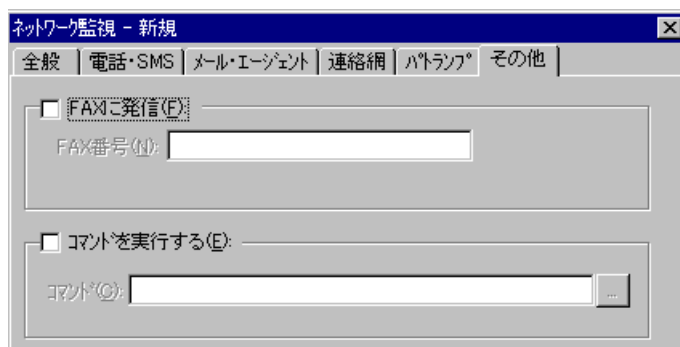 ネットワーク監視 - 新規
全般 電話・SMS メール・エージェント 連絡網 パトランプ その他
FAXに発信(F):
FAX番号(N):
コマンドを実行する(E):
コマンド(C): ...